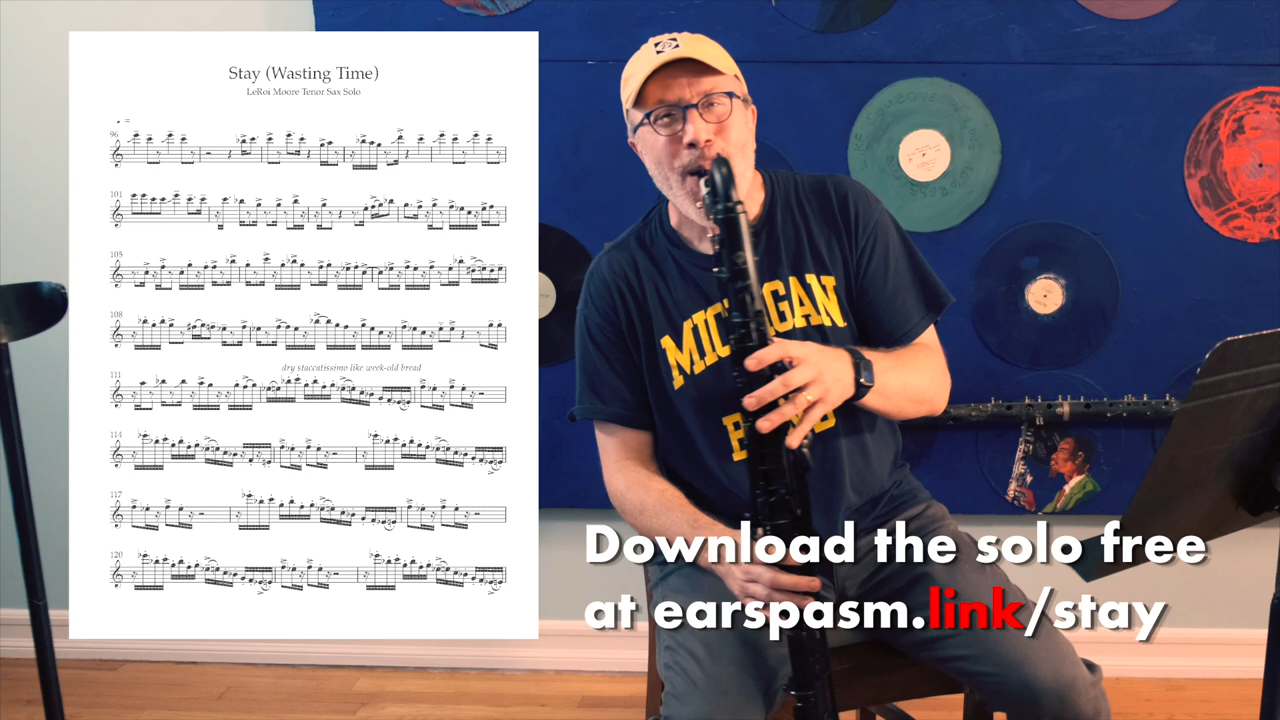 Stay (Wasting Time)
LeRoi Moore Tenor Sax Solo
96
101
105
108
111
dry staccatissimo like week-old bread
114
117
120
MICHIGAN
Download the solo free
at earspasm.link/stay